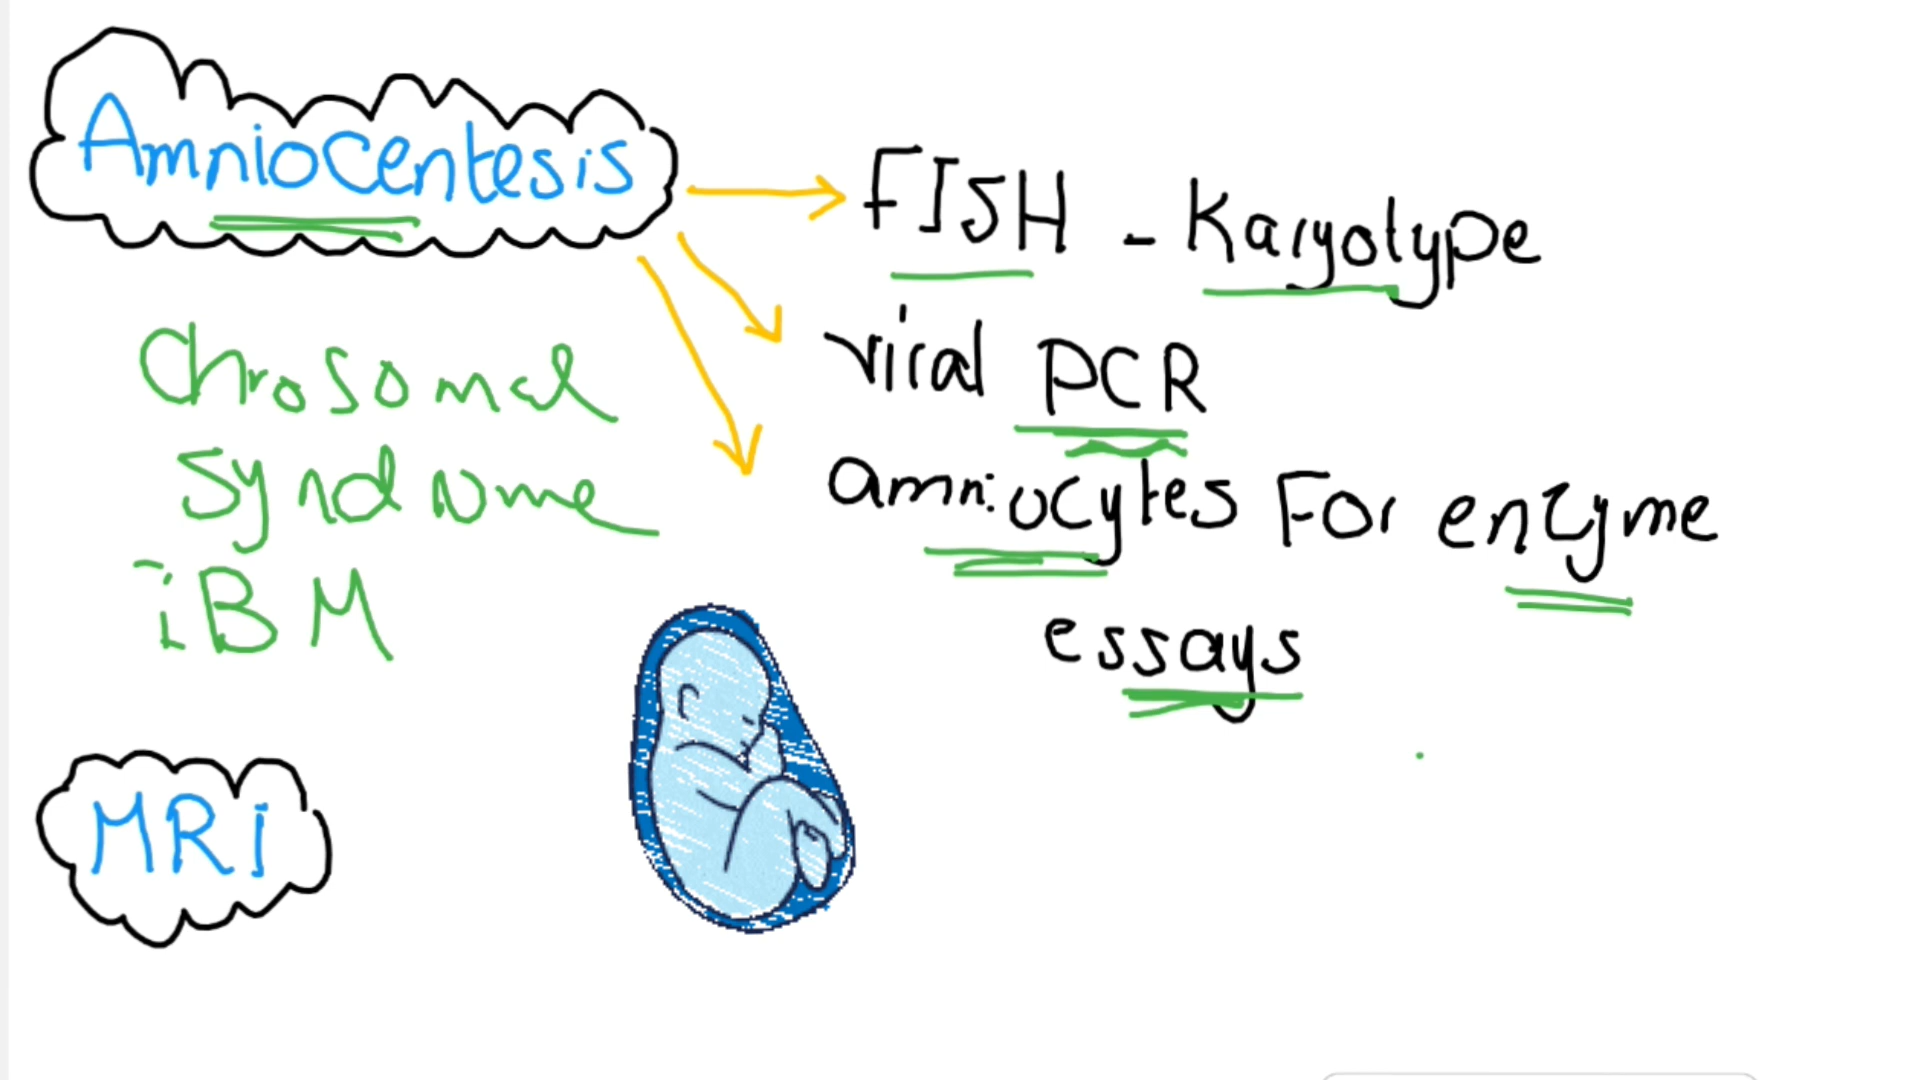 Amniocentesis
FISH - Karyotype
viral PCR
amniocytes For enzyme
essays
Chrosomal
Syndrome
iBM
MRI